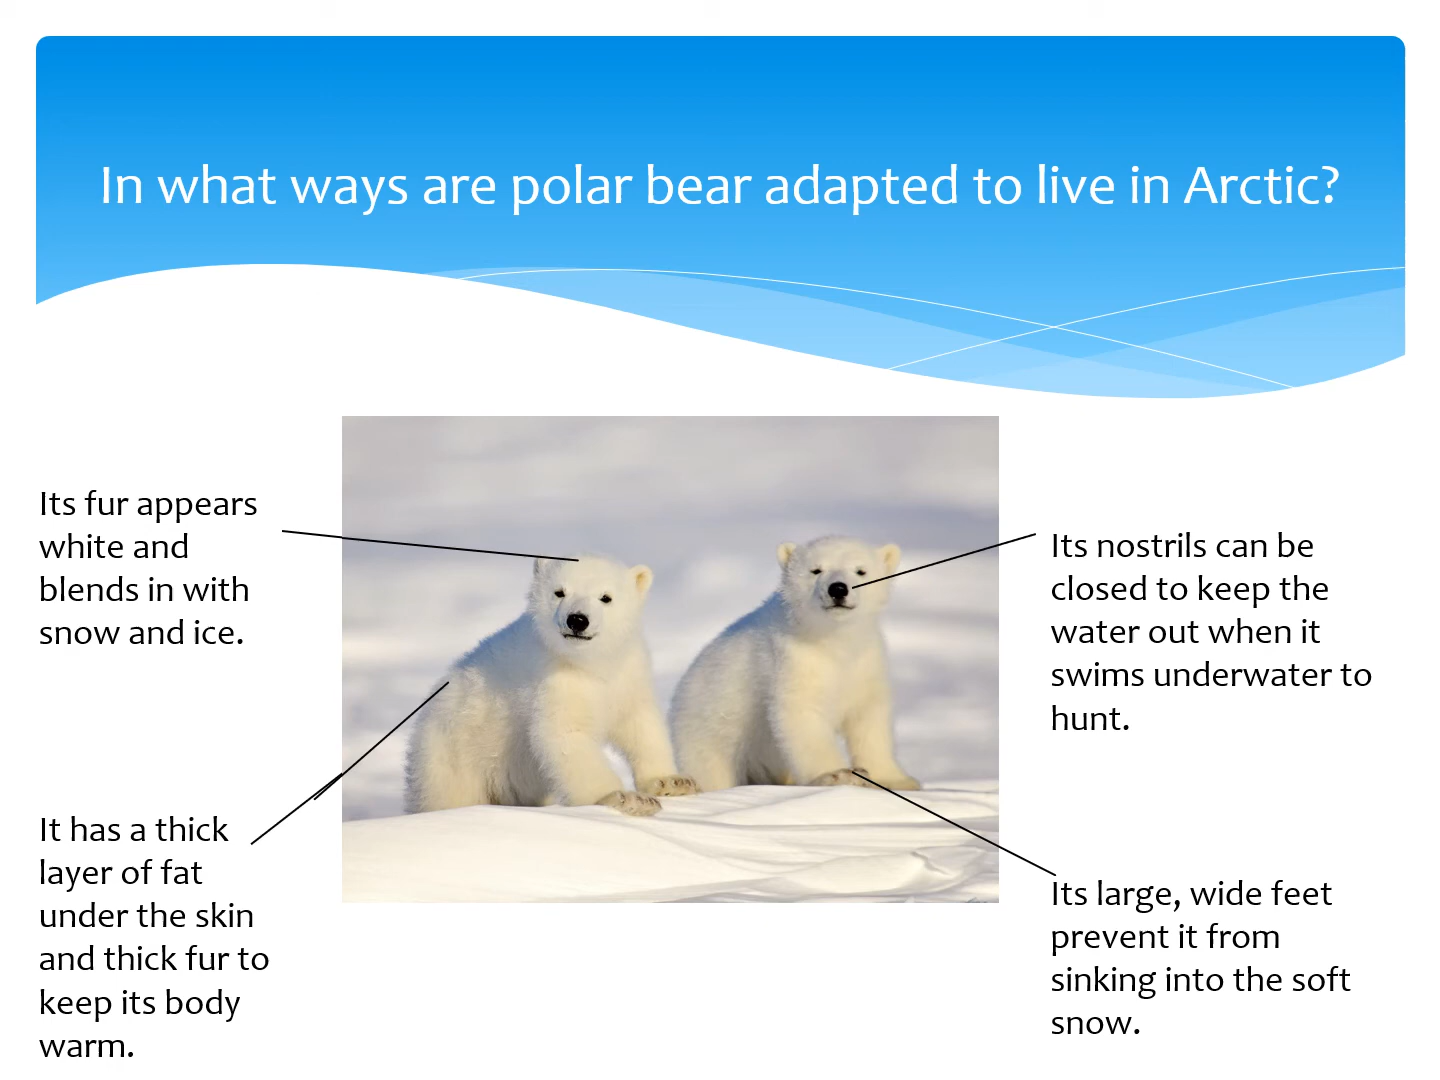 In what ways are polar bear adapted to live in Arctic?
Its fur appears
white and
blends in with
snow and ice.
It has a thick
layer of fat
under the skin
and thick fur to
keep its body
warm.
Its nostrils can be
closed to keep the
water out when it
swims underwater to
hunt.
Its large, wide feet
prevent it from
sinking into the soft
snow.